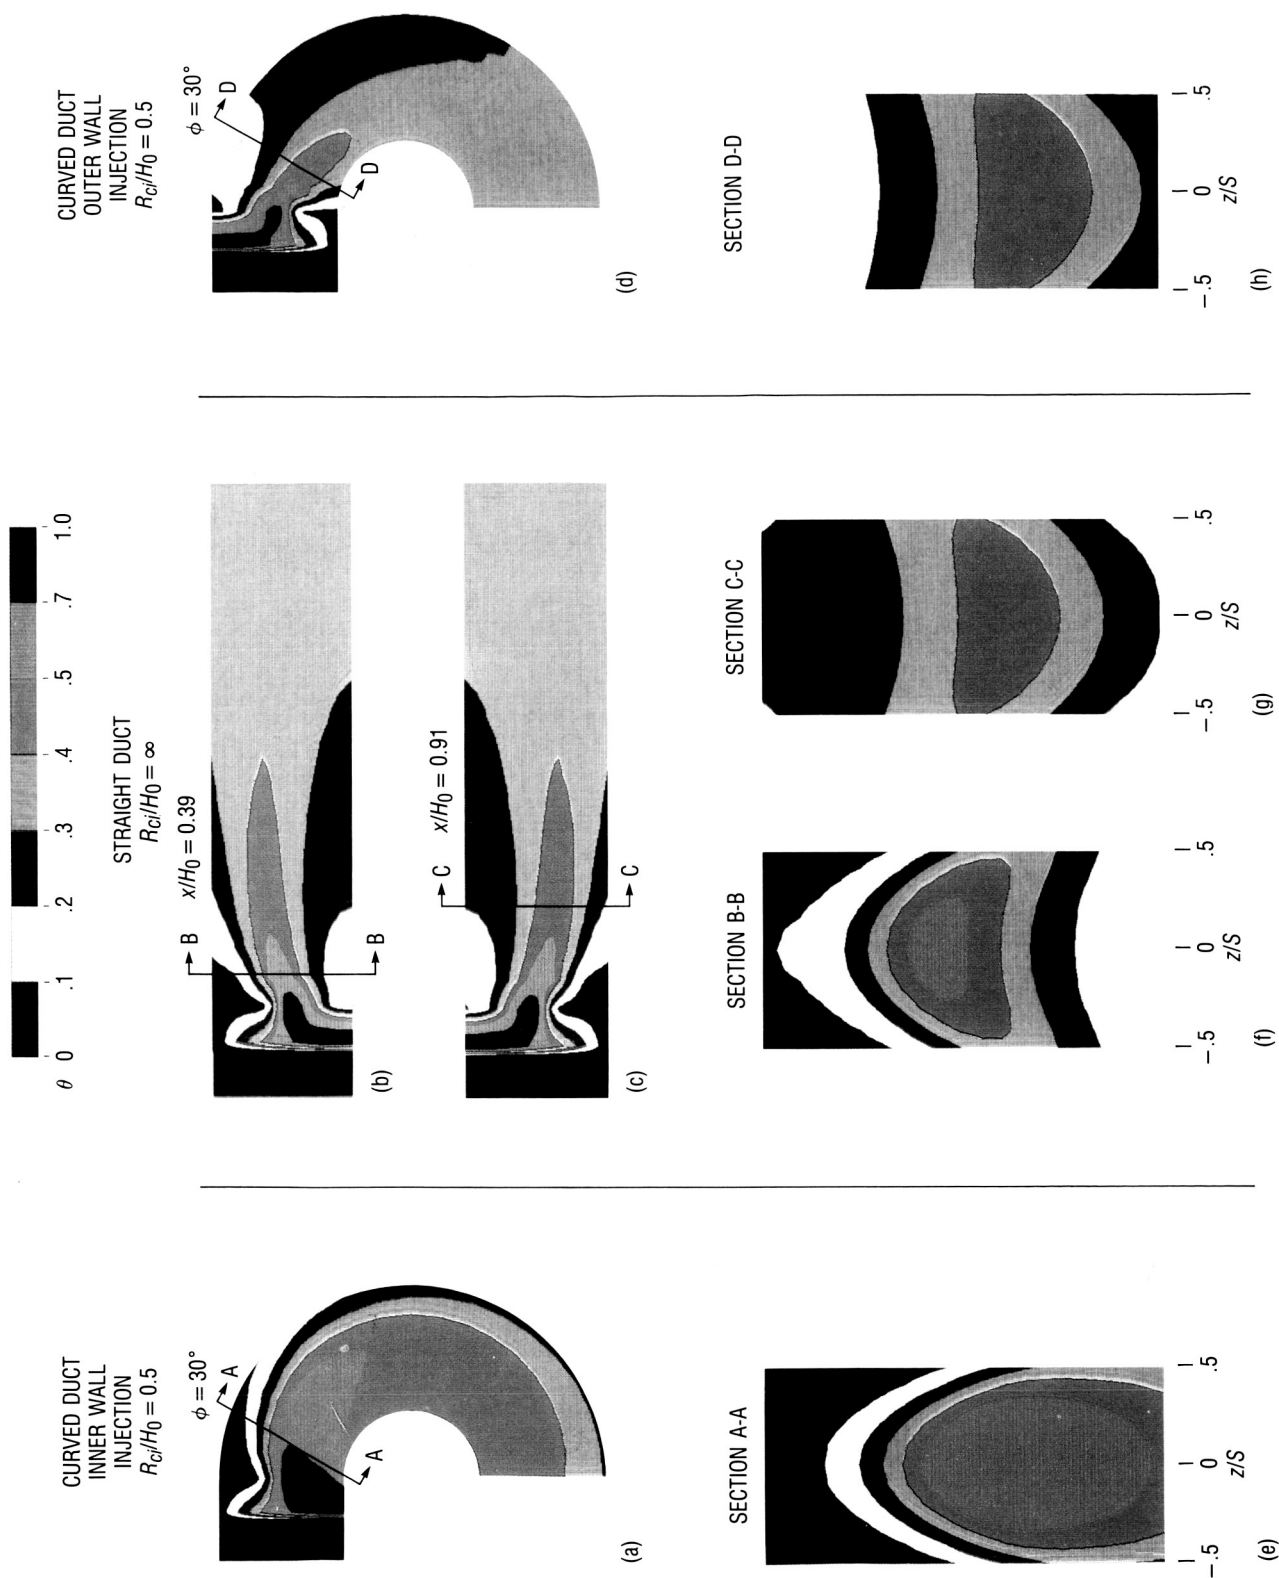 0
.1
.2
.3
.4
.5
.7
1.0
θ
CURVED DUCT
INNER WALL
INJECTION
R_ci/H_0 = 0.5
STRAIGHT DUCT
R_ci/H_0 = ∞
CURVED DUCT
OUTER WALL
INJECTION
R_ci/H_0 = 0.5
φ = 30°
A
A
(a)
x/H_0 = 0.39
B
B
(b)
x/H_0 = 0.91
C
C
(c)
φ = 30°
D
D
(d)
SECTION A-A
–.5
0
.5
z/S
(e)
SECTION B-B
–.5
0
.5
z/S
(f)
SECTION C-C
–.5
0
.5
z/S
(g)
SECTION D-D
–.5
0
.5
z/S
(h)